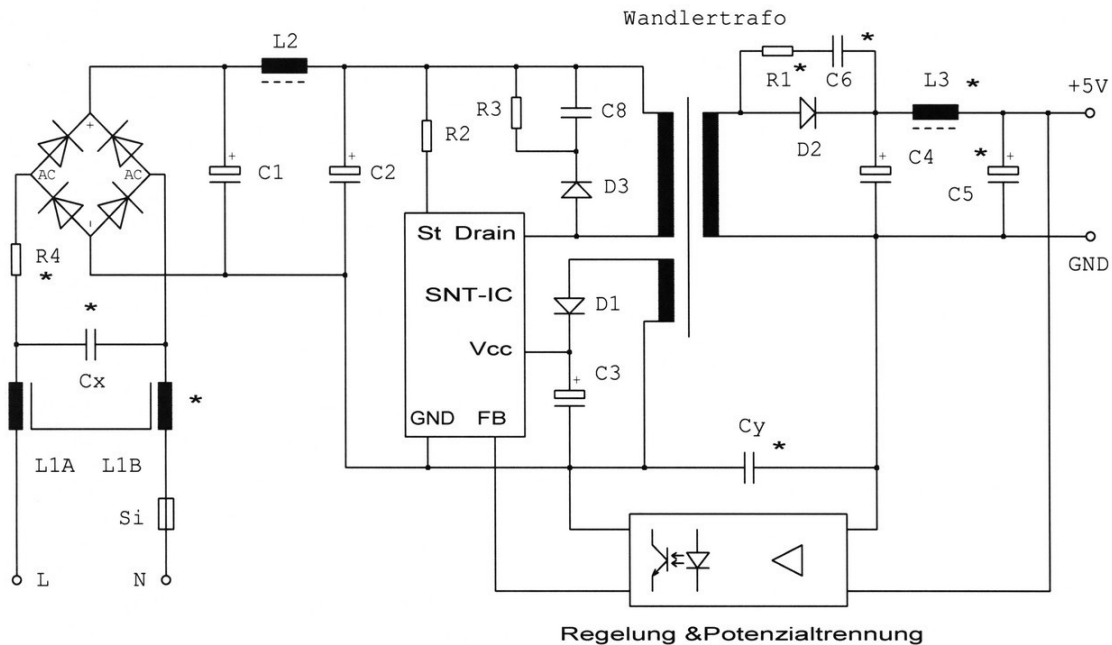 Wandlertrafo
L2
*
R1
*
C6
L3
*
+5V
+
AC
AC
-
+
C1
+
C2
R2
R3
C8
D3
D2
+
C4
*
+
C5
GND
R4
*
*
Cx
*
St Drain
SNT-IC
Vcc
GND FB
D1
+
C3
Cy
*
L1A L1B
Si
L
N
Regelung &Potenzialtrennung